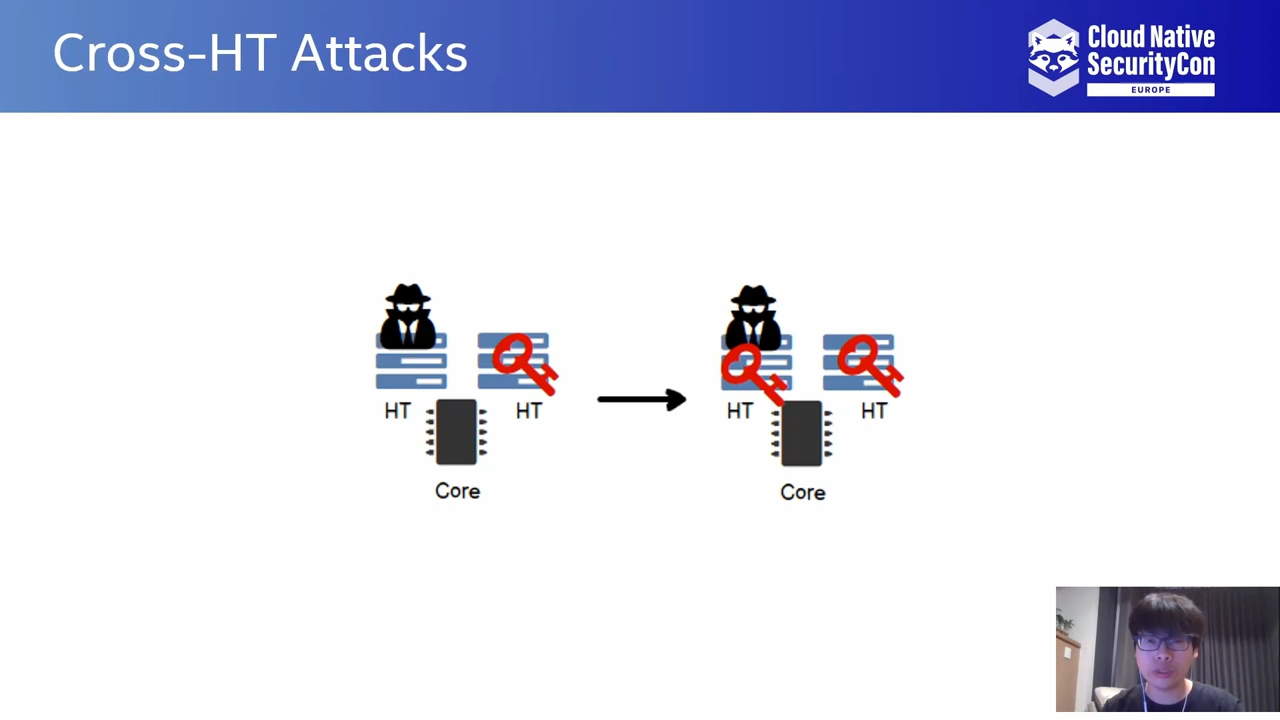 Cross-HT Attacks
Cloud Native
SecurityCon
EUROPE
HT
HT
Core
HT
HT
Core